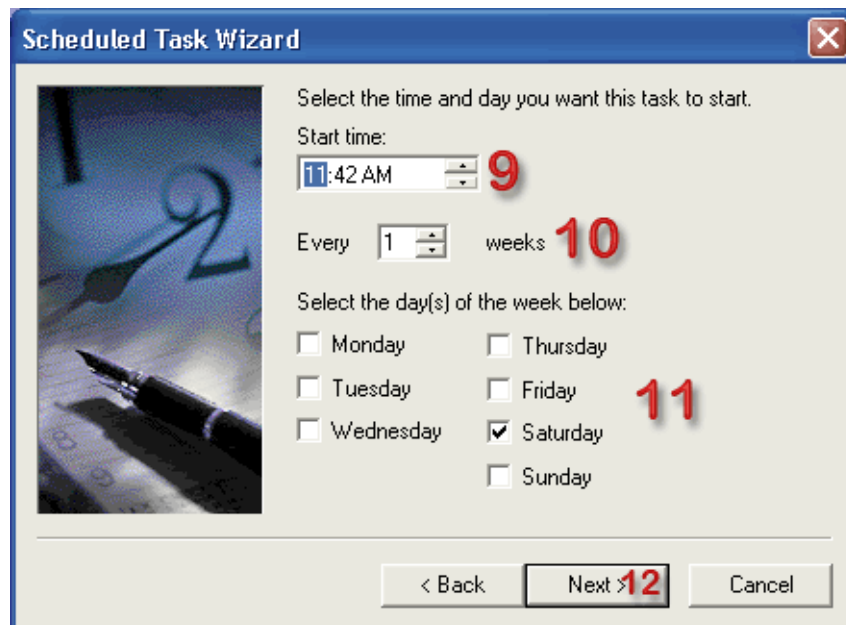 Scheduled Task Wizard
Select the time and day you want this task to start.
Start time:
11:42 AM 9
Every 1 weeks 10
Select the day(s) of the week below:
Monday Thursday
Tuesday Friday 11
Wednesday Saturday
Sunday
< Back Next > 12 Cancel
2